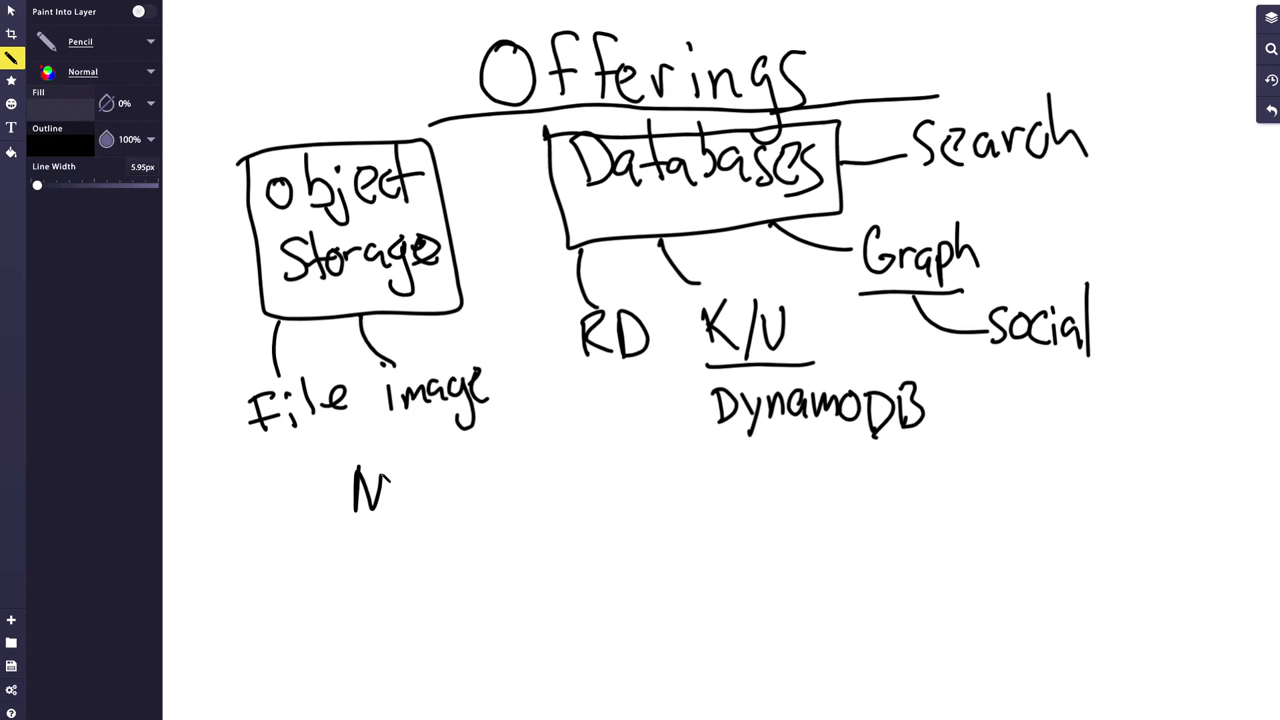 Paint Into Layer
Pencil
Normal
Fill
0%
Outline
100%
Line Width
5.95px
Offerings
Object
Storage
File image
N
Databases
RD
K/V
DynamoDB
Search
Graph
Social